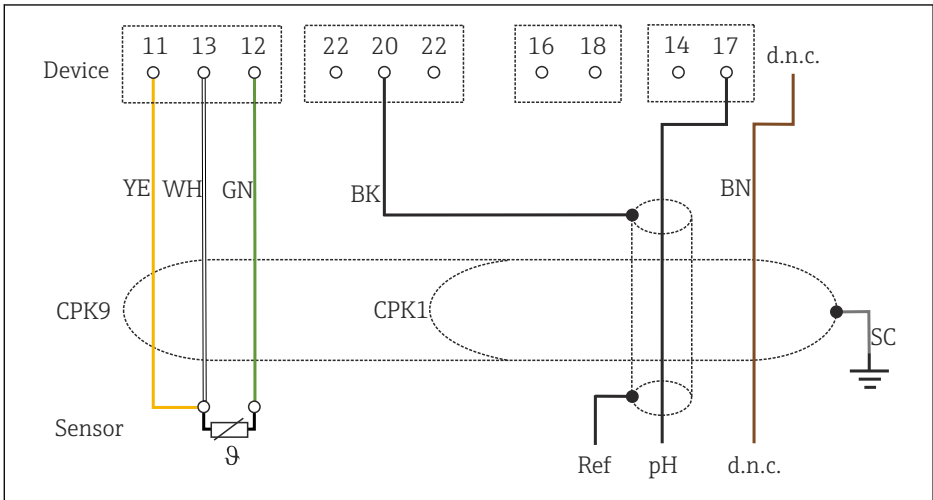 11 13 12 22 20 22 16 18 14 17 d.n.c.
Device
YE WH GN BK BN
CPK9 CPK1
SC
Sensor
ϑ Ref pH d.n.c.